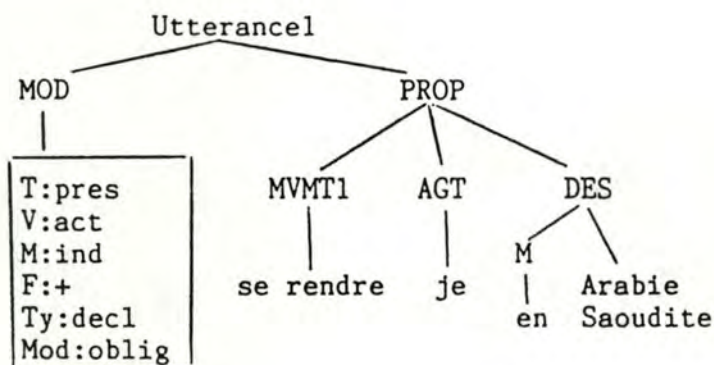 Utterance1
MOD PROP
T:pres
V:act
M:ind
F:+
Ty:decl
Mod:oblig
MVMT1 AGT DES
M
se rendre je Arabie
en Saoudite